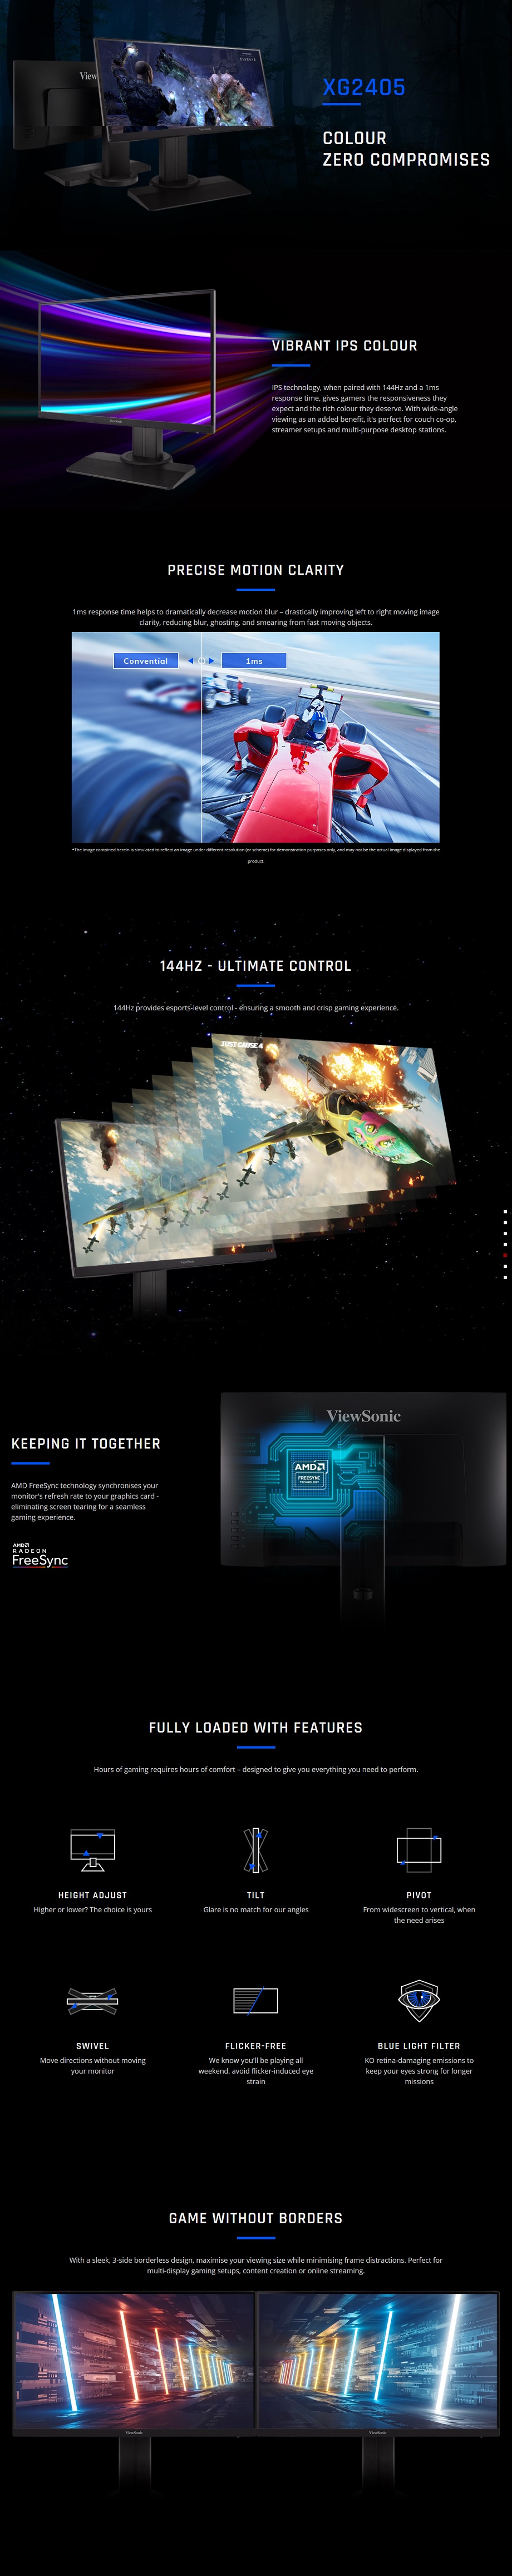 View
ViewSonic
XG2405
COLOUR
ZERO COMPROMISES
VIBRANT IPS COLOUR
IPS technology, when paired with 144Hz and a 1ms
response time, gives gamers the responsiveness they
expect and the rich colour they deserve. With wide-angle
viewing as an added benefit, it's perfect for couch co-op,
streamer setups and multi-purpose desktop stations.
ViewSonic
PRECISE MOTION CLARITY
1ms response time helps to dramatically decrease motion blur – drastically improving left to right moving image
clarity, reducing blur, ghosting, and smearing from fast moving objects.
Convential
1ms
*The image contained herein is simulated to reflect an image under different resolution (or scheme) for demonstration purposes only, and may not be the actual image displayed from the
product.
144HZ - ULTIMATE CONTROL
144Hz provides esports-level control - ensuring a smooth and crisp gaming experience.
JUST CAUSE 4
ViewSonic
ViewSonic
KEEPING IT TOGETHER
AMD
FREESYNC
TECHNOLOGY
AMD FreeSync technology synchronises your
monitor's refresh rate to your graphics card -
eliminating screen tearing for a seamless
gaming experience.
AMD
RADEON
FreeSync
FULLY LOADED WITH FEATURES
Hours of gaming requires hours of comfort – designed to give you everything you need to perform.
HEIGHT ADJUST
Higher or lower? The choice is yours
TILT
Glare is no match for our angles
PIVOT
From widescreen to vertical, when
the need arises
SWIVEL
Move directions without moving
your monitor
FLICKER-FREE
We know you'll be playing all
weekend, avoid flicker-induced eye
strain
BLUE LIGHT FILTER
KO retina-damaging emissions to
keep your eyes strong for longer
missions
GAME WITHOUT BORDERS
With a sleek, 3-side borderless design, maximise your viewing size while minimising frame distractions. Perfect for
multi-display gaming setups, content creation or online streaming.
ViewSonic
ViewSonic